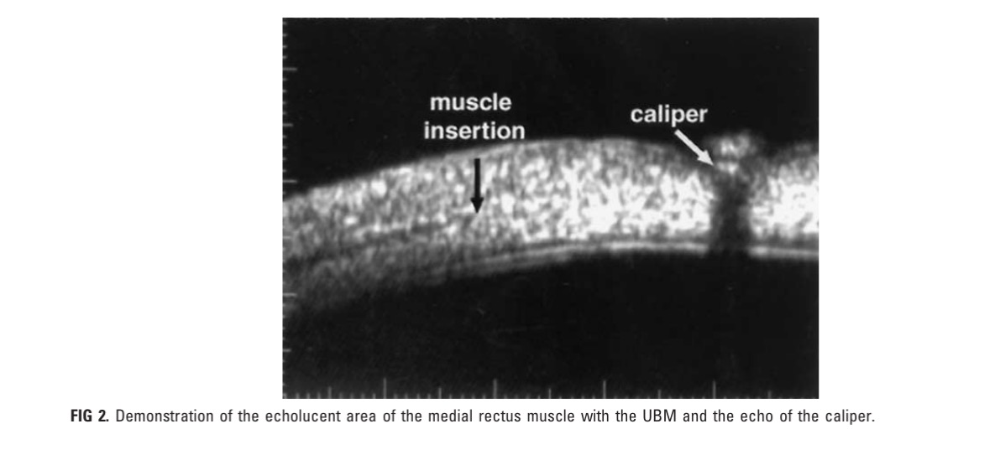 muscle
insertion
caliper
FIG 2. Demonstration of the echolucent area of the medial rectus muscle with the UBM and the echo of the caliper.